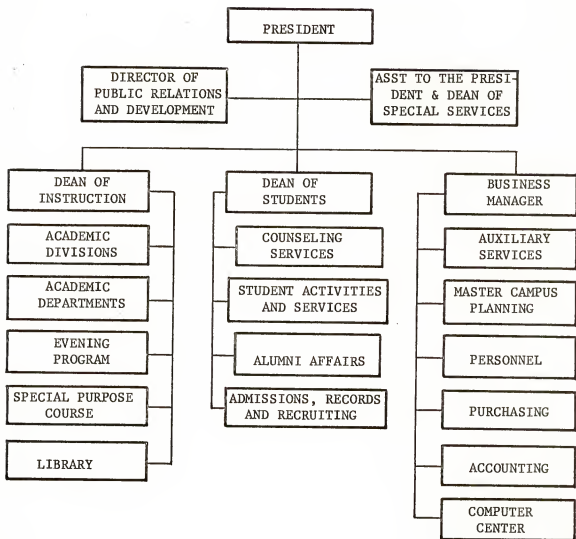 PRESIDENT
DIRECTOR OF
PUBLIC RELATIONS
AND DEVELOPMENT
ASST TO THE PRESI-
DENT & DEAN OF
SPECIAL SERVICES
DEAN OF
INSTRUCTION
ACADEMIC
DIVISIONS
ACADEMIC
DEPARTMENTS
EVENING
PROGRAM
SPECIAL PURPOSE
COURSE
LIBRARY
DEAN OF
STUDENTS
COUNSELING
SERVICES
STUDENT ACTIVITIES
AND SERVICES
ALUMNI AFFAIRS
ADMISSIONS, RECORDS
AND RECRUITING
BUSINESS
MANAGER
AUXILIARY
SERVICES
MASTER CAMPUS
PLANNING
PERSONNEL
PURCHASING
ACCOUNTING
COMPUTER
CENTER